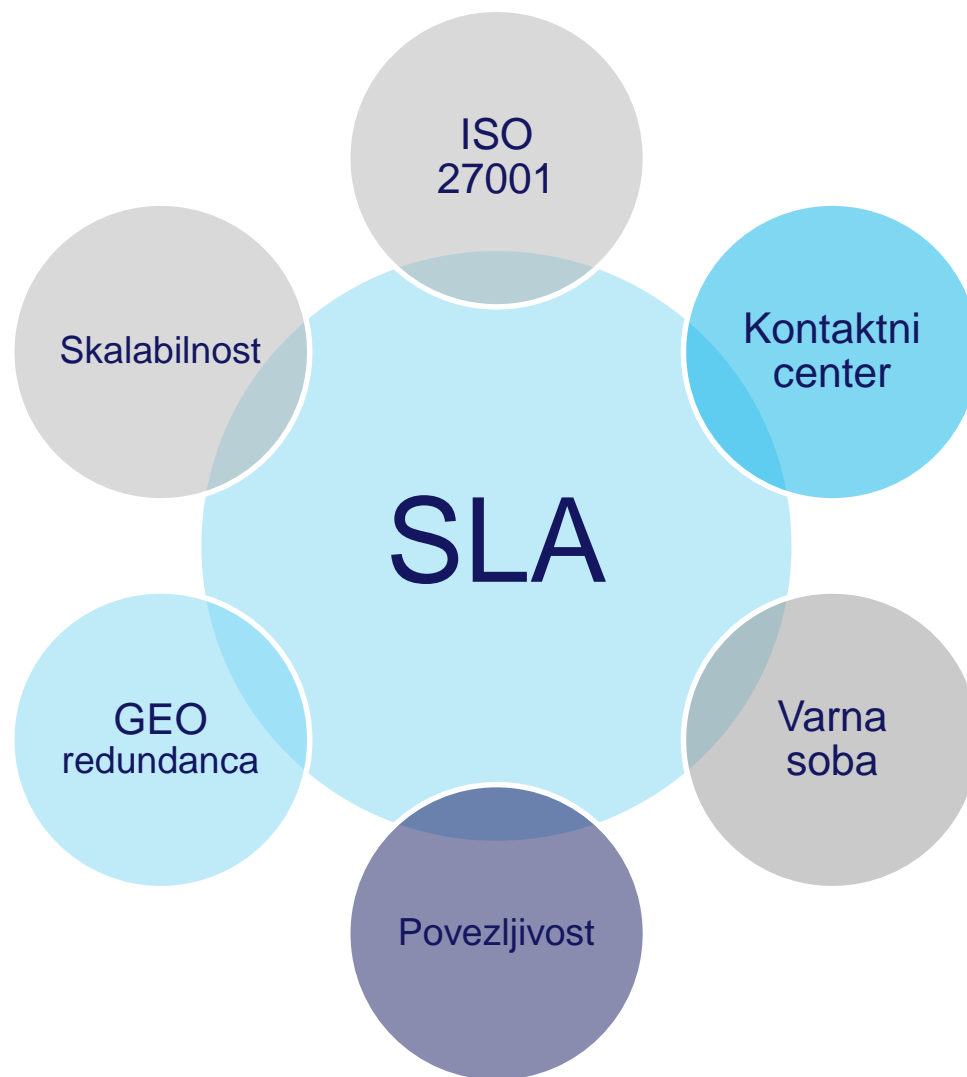 ISO
27001
Kontaktni
center
Skalabilnost
SLA
Varna
soba
GEO
redundanca
Povezljivost